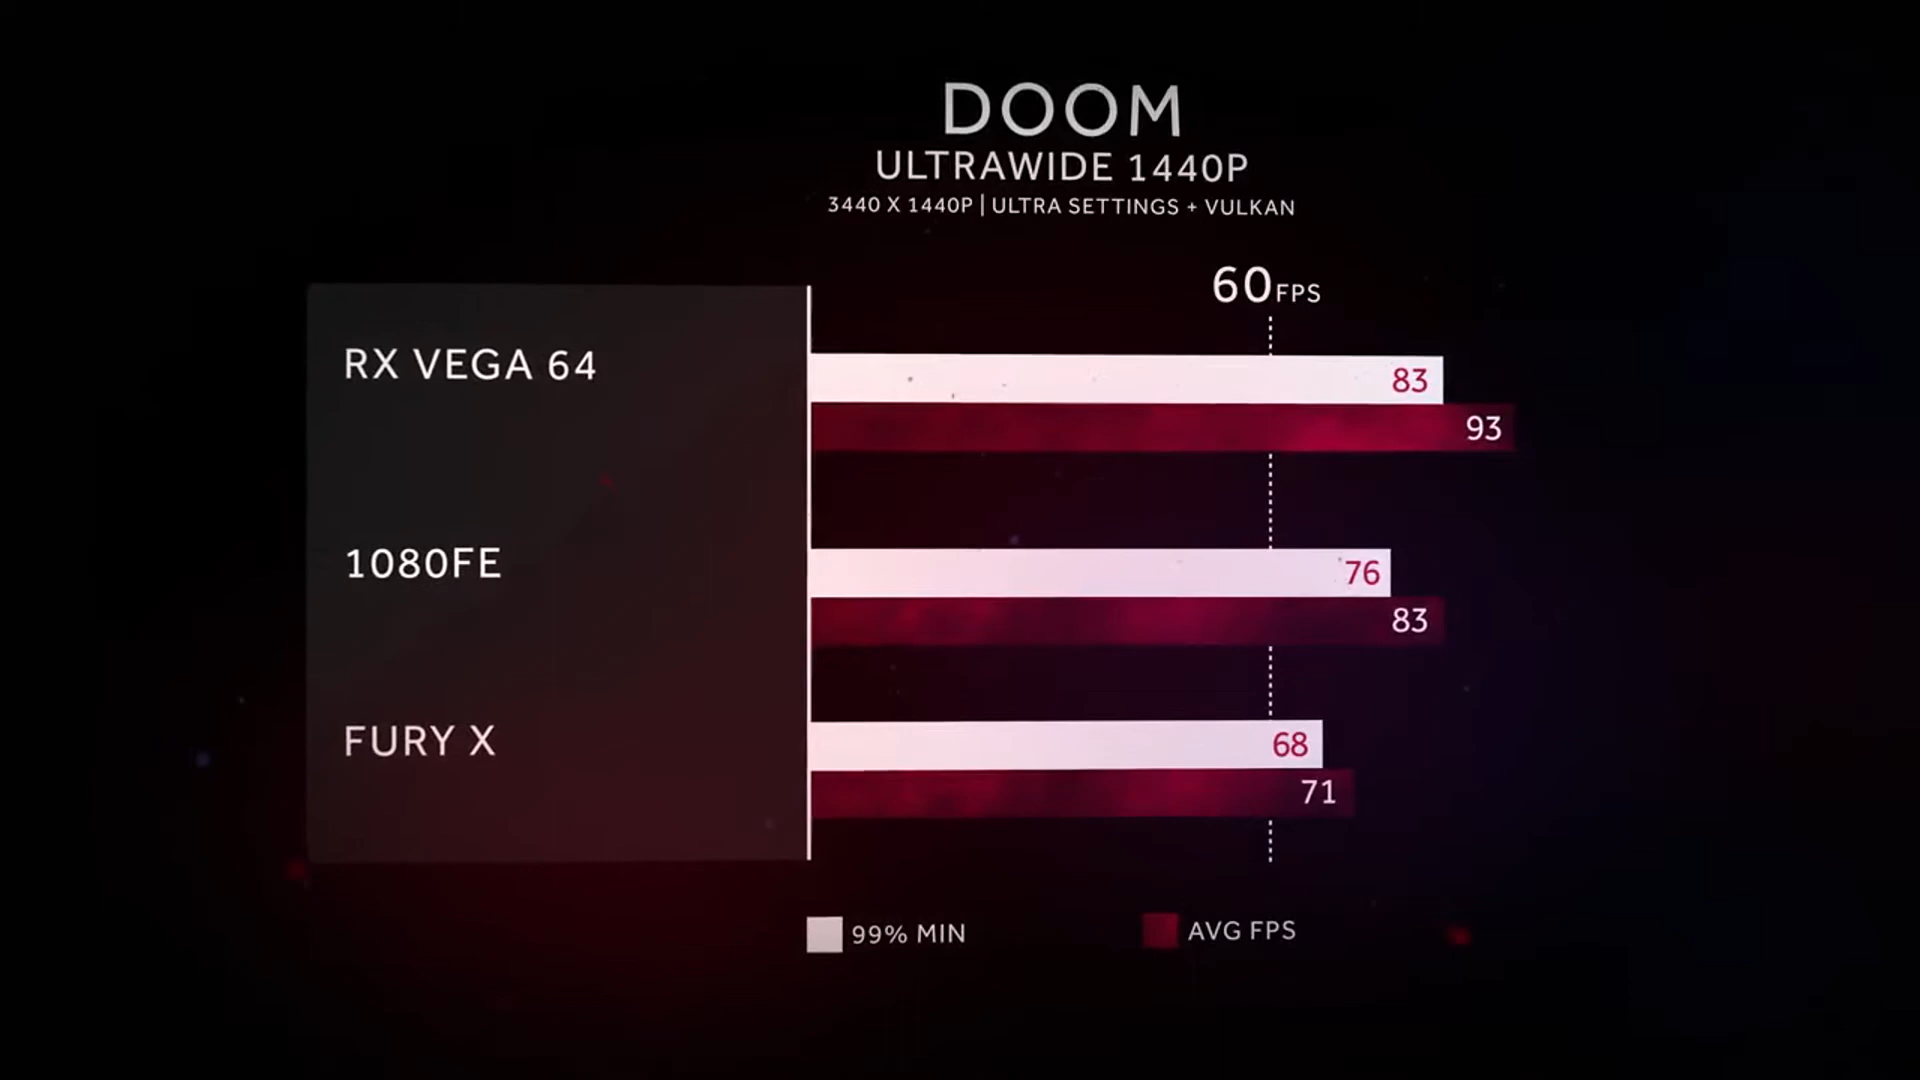 DOOM
ULTRAWIDE 1440P
3440 X 1440P | ULTRA SETTINGS + VULKAN
60FPS
RX VEGA 64
83
93
1080FE
76
83
FURY X
68
71
99% MIN
AVG FPS